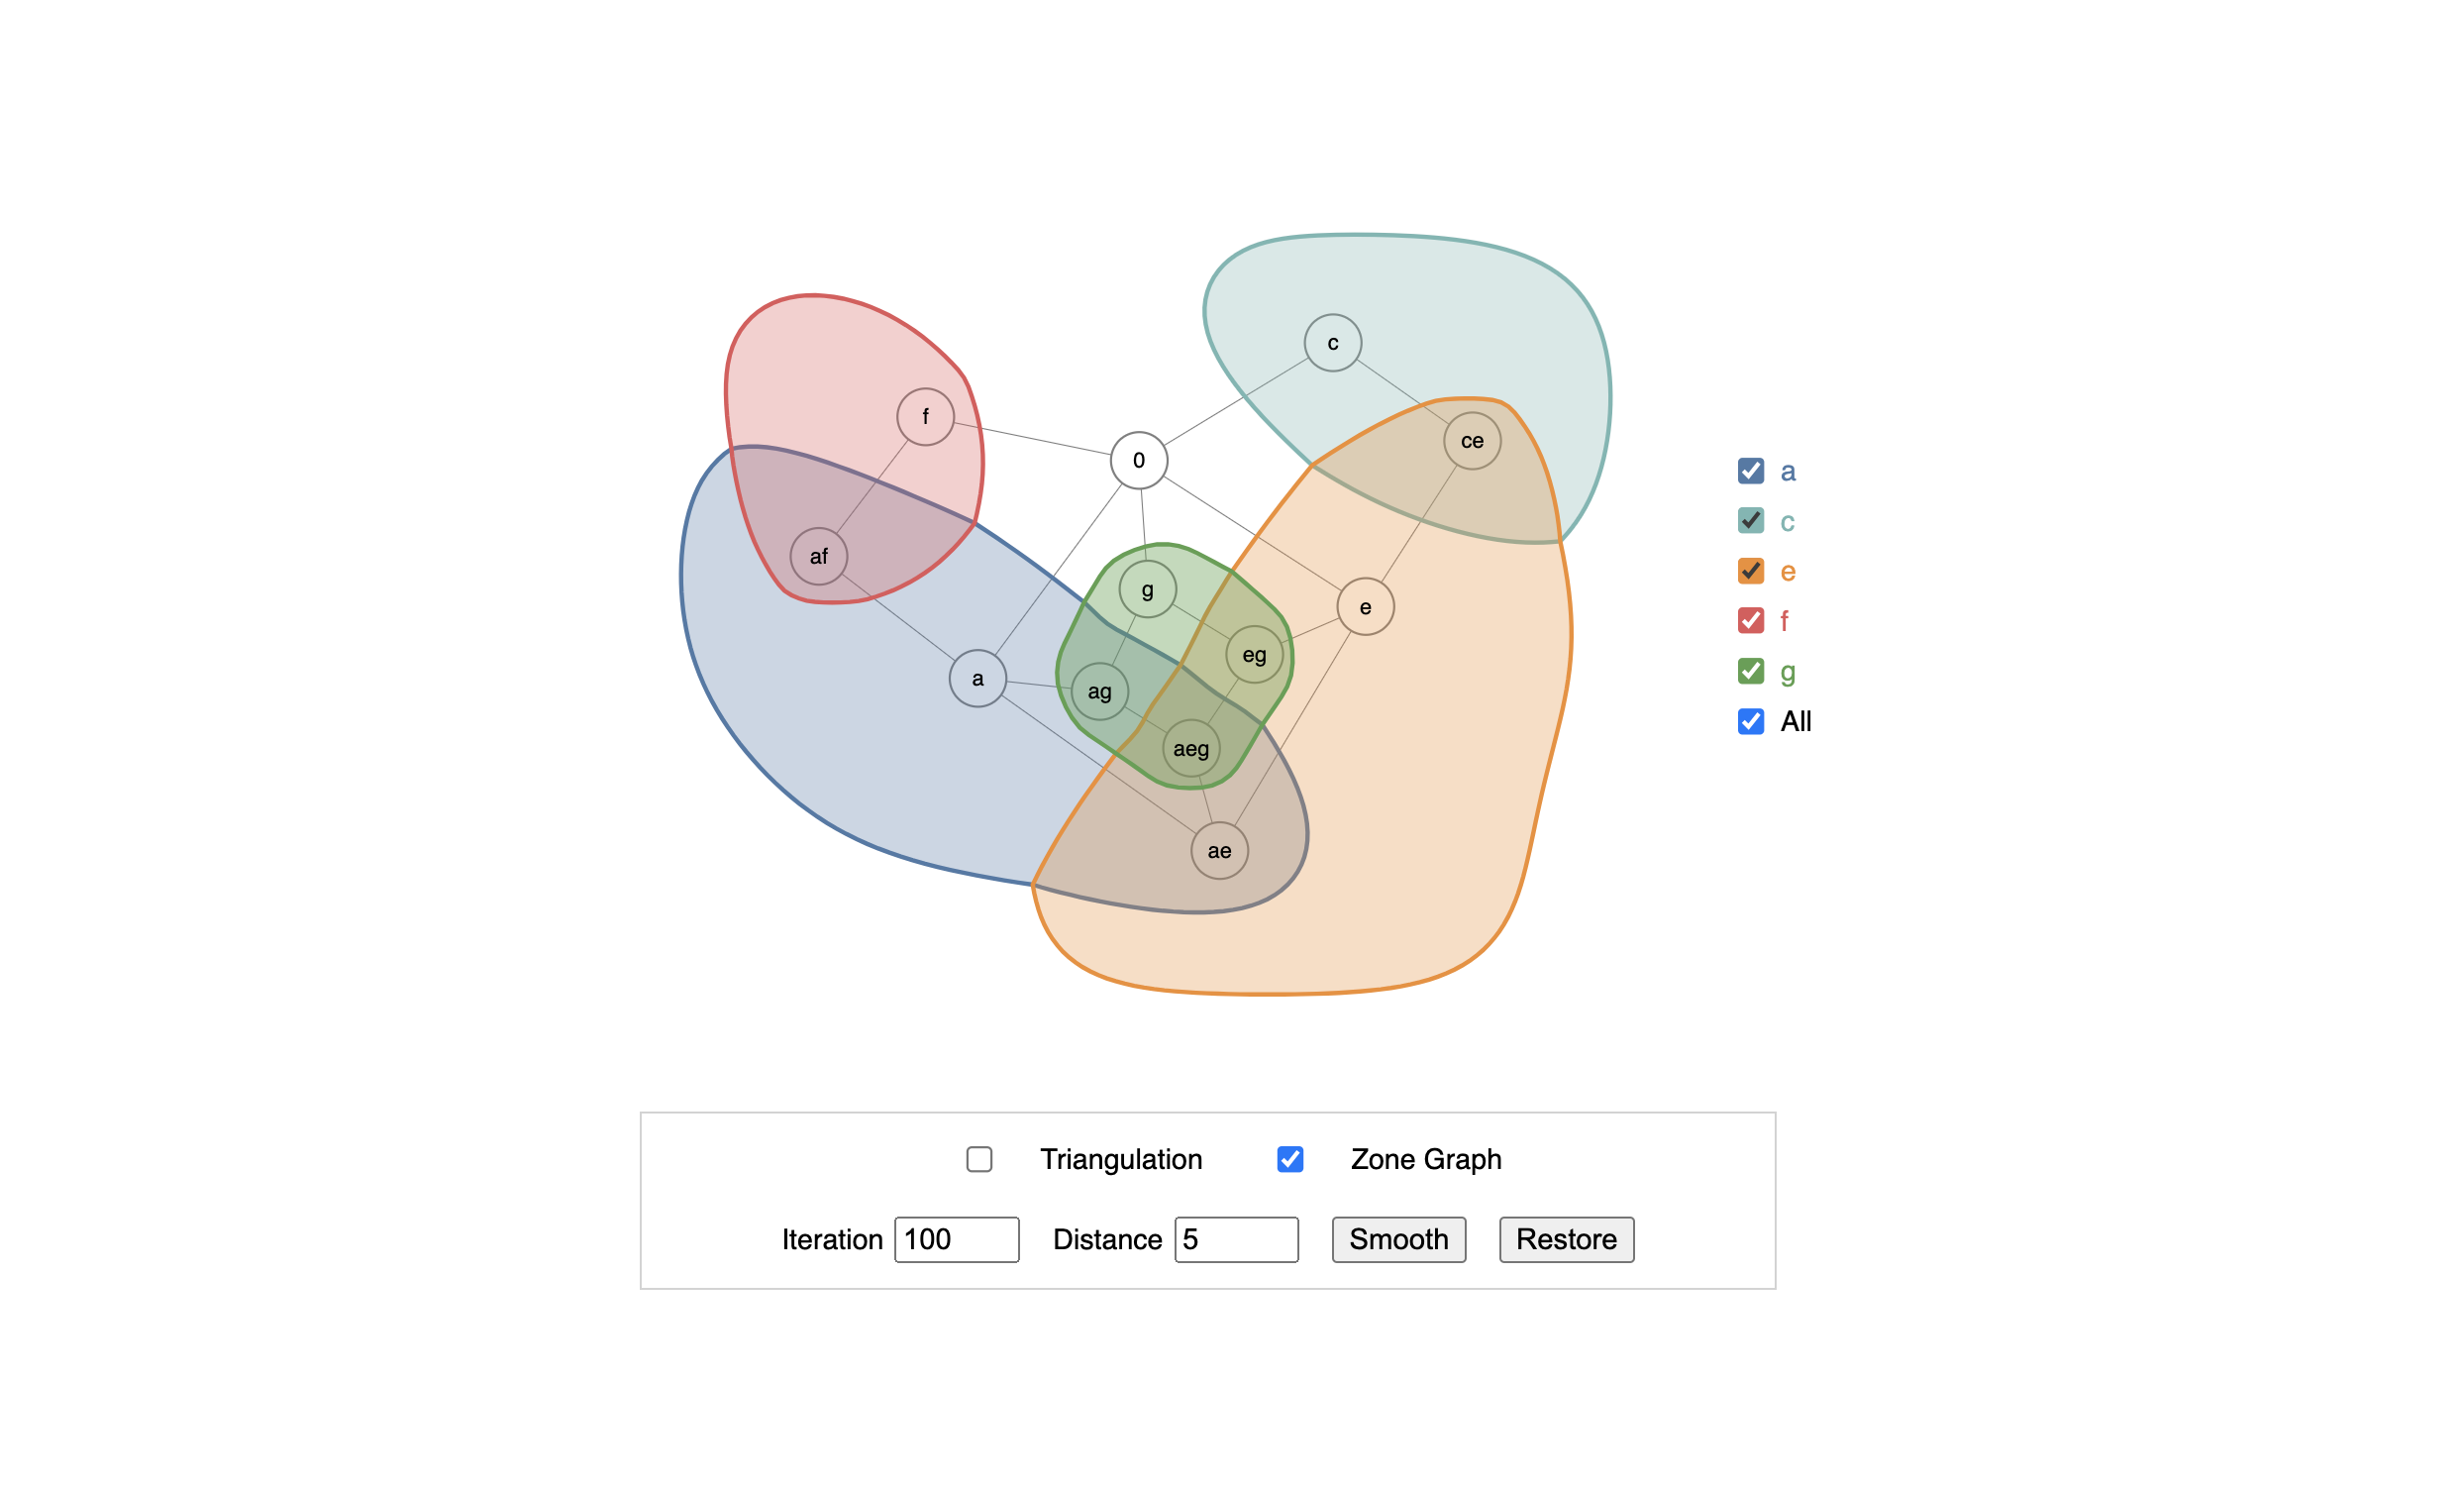 c
f
ce
0
a
c
af
e
g
e
f
eg
a
ag
g
aeg
All
ae
Triangulation Zone Graph
Iteration 100 Distance 5 Smooth Restore